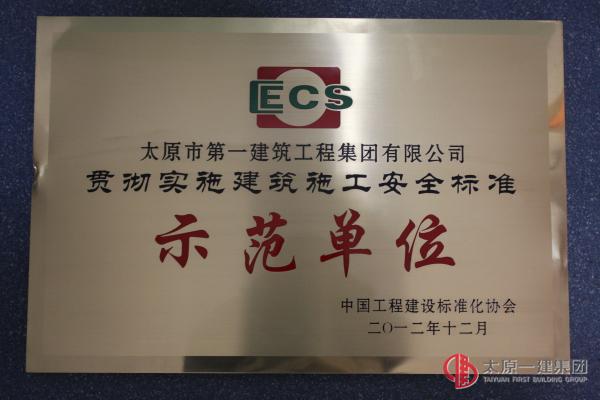 ECS
太原市第一建筑工程集团有限公司
贯彻实施建筑施工安全标准
示范单位
中国工程建设标准化协会
二〇一二年十二月
太原一建集团
TAIYUAN FIRST BUILDING GROUP